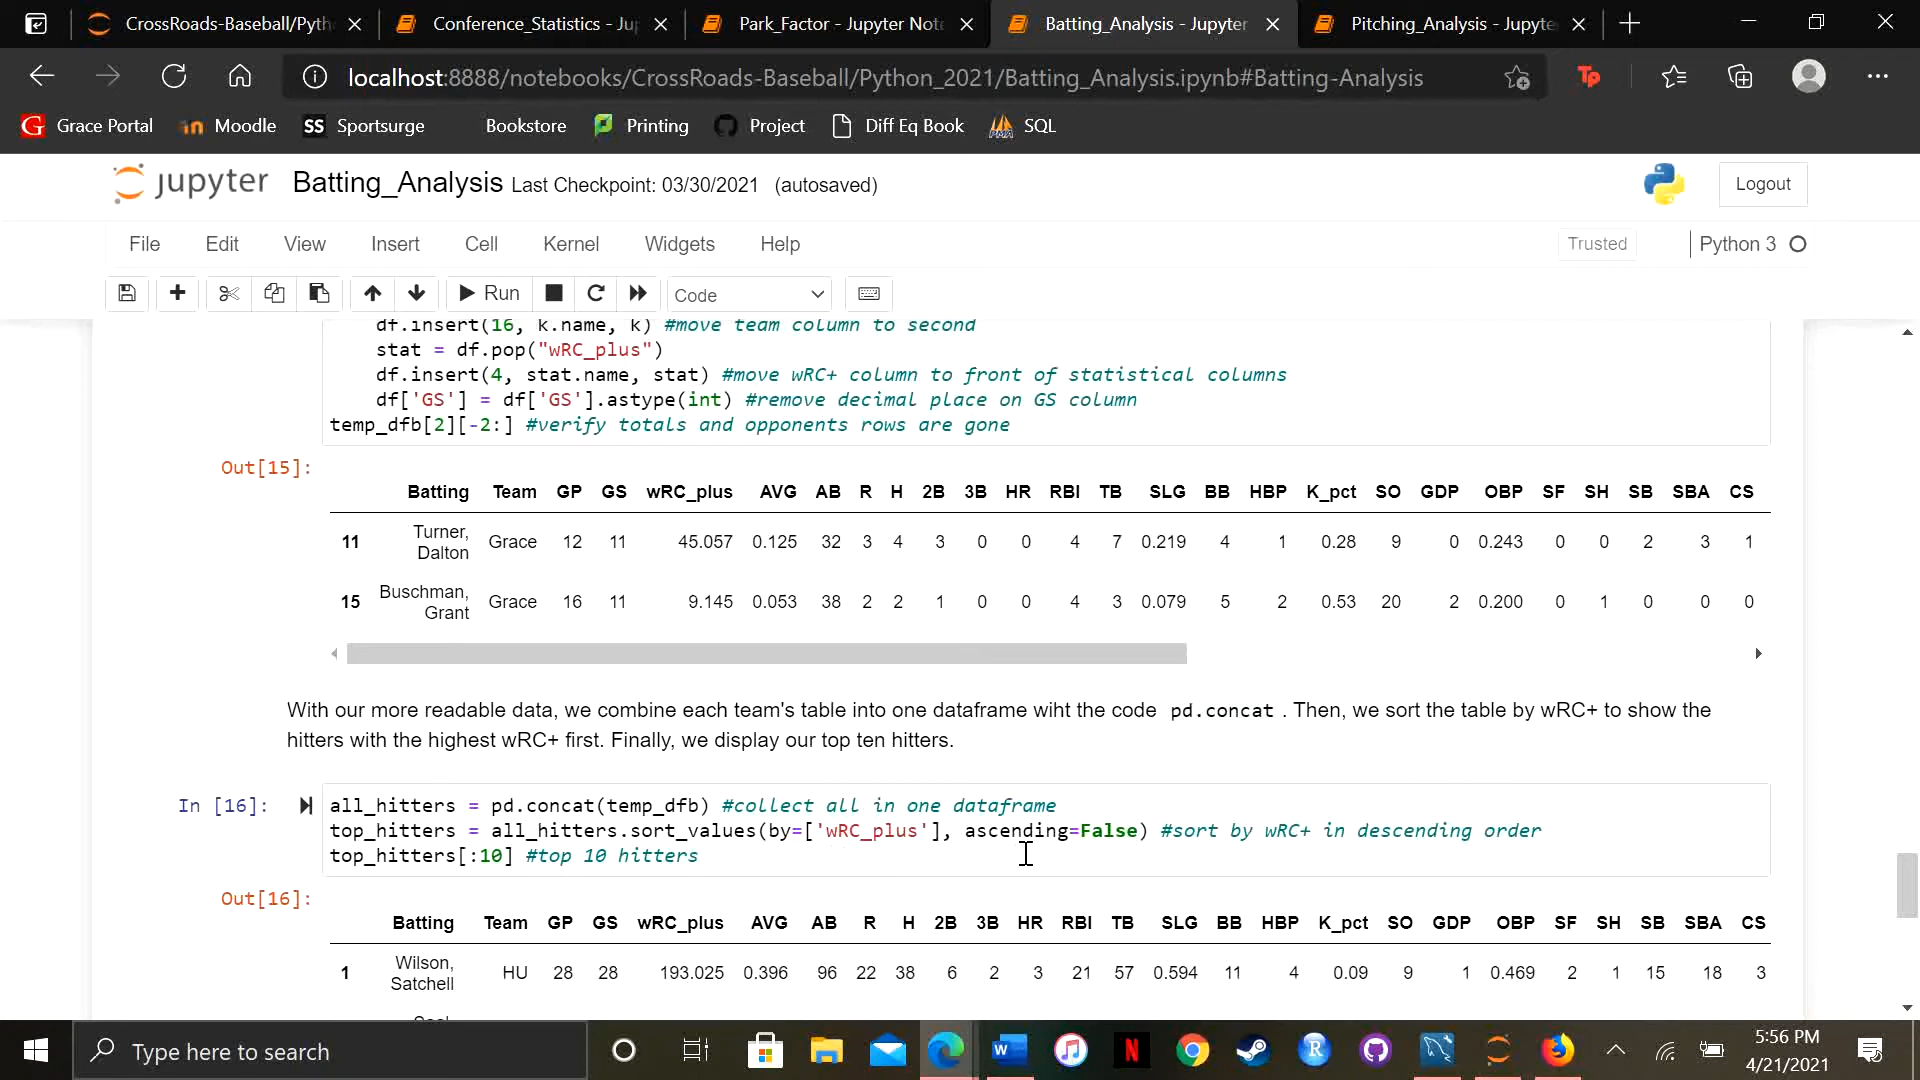 CrossRoads-Baseball/Pyth
Conference_Statistics - Ju
Park_Factor - Jupyter Not
Batting_Analysis - Jupyter
Pitching_Analysis - Jupyte
localhost:8888/notebooks/CrossRoads-Baseball/Python_2021/Batting_Analysis.ipynb#Batting-Analysis
Grace Portal Moodle SS Sportsurge Bookstore Printing Project Diff Eq Book SQL
jupyter Batting_Analysis Last Checkpoint: 03/30/2021 (autosaved) Logout
File Edit View Insert Cell Kernel Widgets Help Trusted Python 3
Run Code
df.insert(16, k.name, k) #move team column to second
stat = df.pop("wRC_plus")
df.insert(4, stat.name, stat) #move wRC+ column to front of statistical columns
df['GS'] = df['GS'].astype(int) #remove decimal place on GS column
temp_dfb[2][-2:] #verify totals and opponents rows are gone
Out[15]:
Batting Team GP GS wRC_plus AVG AB R H 2B 3B HR RBI TB SLG BB HBP K_pct SO GDP OBP SF SH SB SBA CS
11 Turner, Dalton Grace 12 11 45.057 0.125 32 3 4 3 0 0 4 7 0.219 4 1 0.28 9 0 0.243 0 0 2 3 1
15 Buschman, Grant Grace 16 11 9.145 0.053 38 2 2 1 0 0 4 3 0.079 5 2 0.53 20 2 0.200 0 1 0 0 0
With our more readable data, we combine each team's table into one dataframe wiht the code pd.concat . Then, we sort the table by wRC+ to show the
hitters with the highest wRC+ first. Finally, we display our top ten hitters.
In [16]: all_hitters = pd.concat(temp_dfb) #collect all in one dataframe
top_hitters = all_hitters.sort_values(by=['wRC_plus'], ascending=False) #sort by wRC+ in descending order
top_hitters[:10] #top 10 hitters
Out[16]:
Batting Team GP GS wRC_plus AVG AB R H 2B 3B HR RBI TB SLG BB HBP K_pct SO GDP OBP SF SH SB SBA CS
1 Wilson, Satchell HU 28 28 193.025 0.396 96 22 38 6 2 3 21 57 0.594 11 4 0.09 9 1 0.469 2 1 15 18 3
Type here to search
5:56 PM
4/21/2021